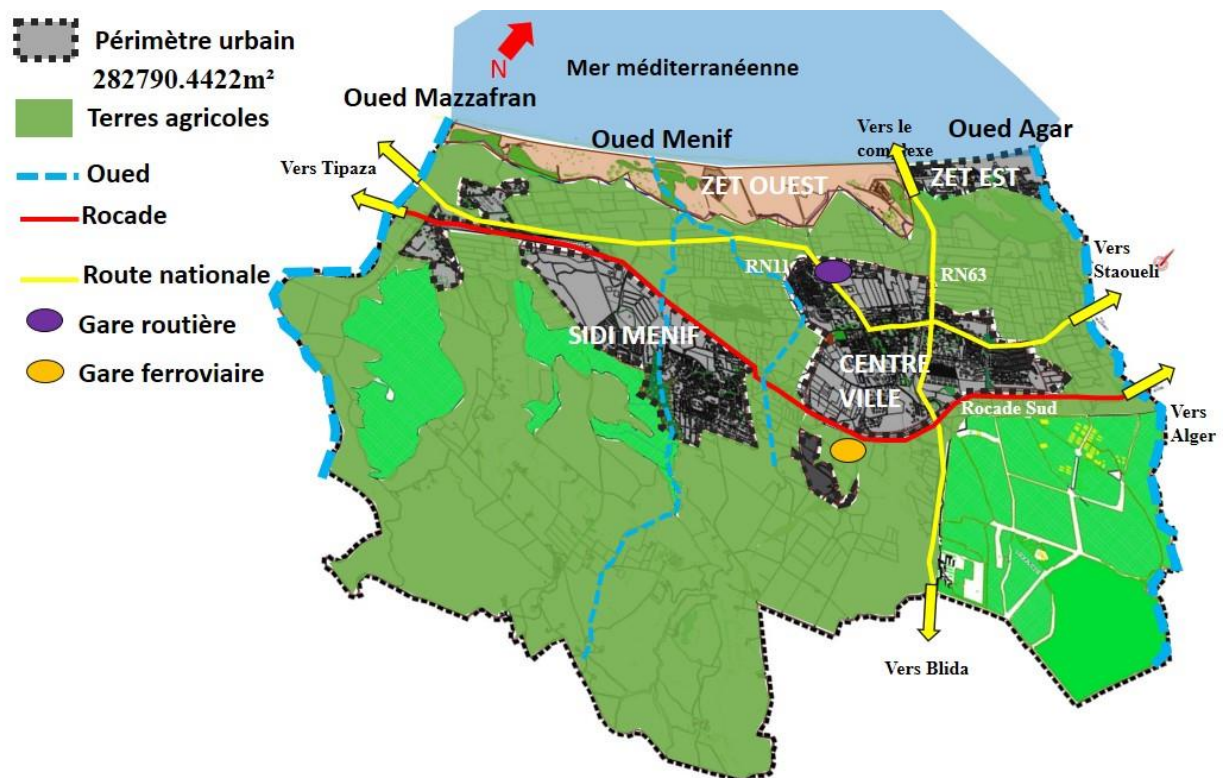 Périmètre urbain
282790.4422m²
Terres agricoles
Oued
Rocade
Route nationale
Gare routière
Gare ferroviaire
N
Mer méditerranéenne
Oued Mazzafran
Oued Menif
Vers le
complexe
Oued Agar
Vers Tipaza
ZET OUEST
ZET EST
Vers
Staoueli
RN11
RN63
SIDI MENIF
CENTRE
VILLE
Rocade Sud
Vers
Alger
Vers Blida